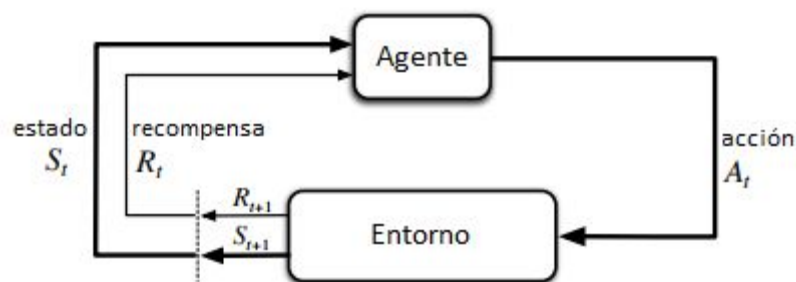 Agente
estado
S_t
recompensa
R_t
acción
A_t
R_{t+1}
S_{t+1}
Entorno